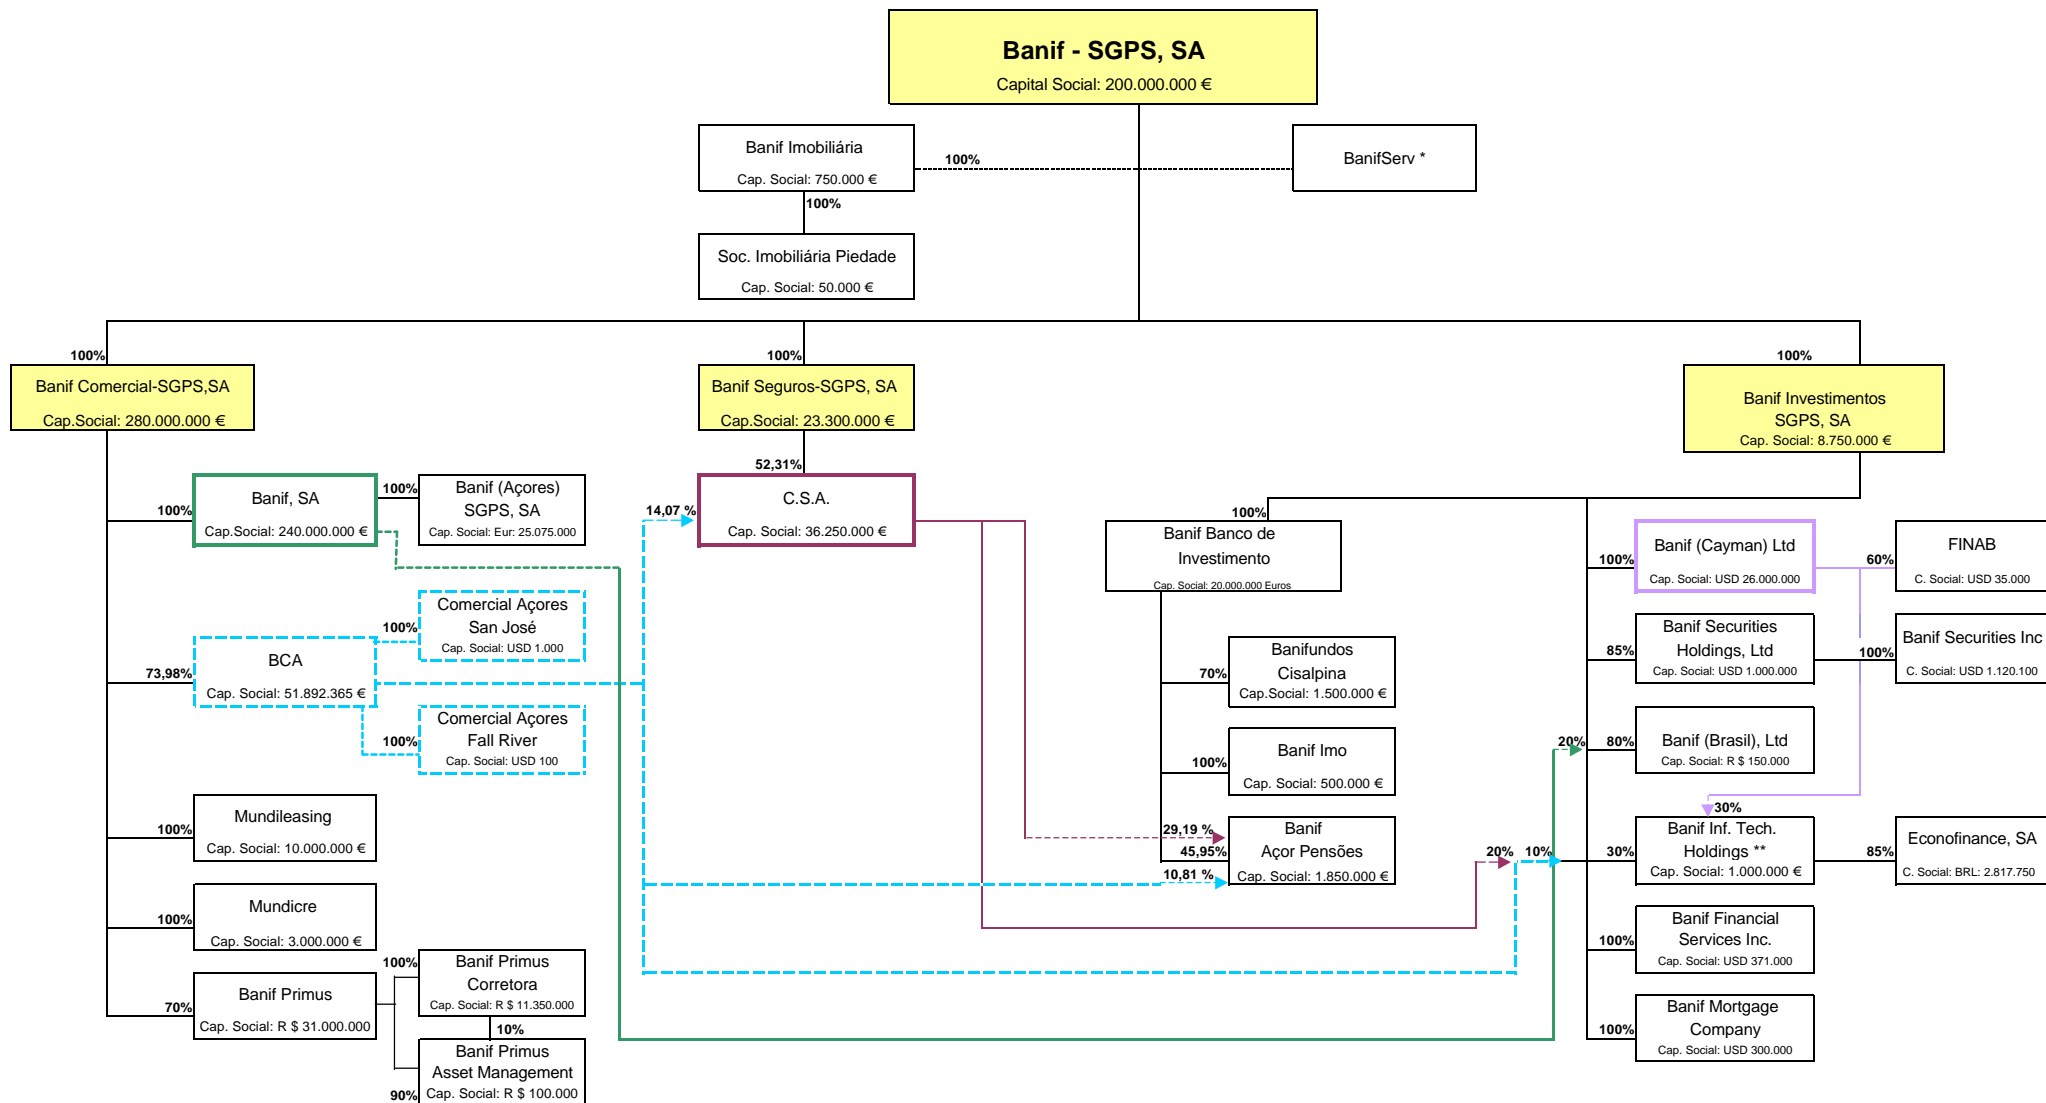 Banif - SGPS, SA
Capital Social: 200.000.000 €
Banif Imobiliária
Cap. Social: 750.000 €
100%
BanifServ *
100%
Soc. Imobiliária Piedade
Cap. Social: 50.000 €
100%
Banif Comercial-SGPS,SA
Cap.Social: 280.000.000 €
100%
Banif Seguros-SGPS, SA
Cap.Social: 23.300.000 €
100%
Banif Investimentos
SGPS, SA
Cap. Social: 8.750.000 €
100%
Banif, SA
Cap.Social: 240.000.000 €
100%
Banif (Açores)
SGPS, SA
Cap. Social: Eur: 25.075.000
100%
Comercial Açores
San José
Cap. Social: USD 1.000
73,98%
BCA
Cap. Social: 51.892.365 €
100%
Comercial Açores
Fall River
Cap. Social: USD 100
100%
Mundileasing
Cap. Social: 10.000.000 €
100%
Mundicre
Cap. Social: 3.000.000 €
70%
Banif Primus
Cap. Social: R $ 31.000.000
100%
Banif Primus
Corretora
Cap. Social: R $ 11.350.000
10%
Banif Primus
Asset Management
90%
Cap. Social: R $ 100.000
52,31%
14,07 %
C.S.A.
Cap. Social: 36.250.000 €
100%
Banif Banco de
Investimento
Cap. Social: 20.000.000 Euros
70%
Banifundos
Cisalpina
Cap.Social: 1.500.000 €
100%
Banif Imo
Cap. Social: 500.000 €
29,19 %
45,95%
10,81 %
Banif
Açor Pensões
Cap. Social: 1.850.000 €
100%
Banif (Cayman) Ltd
Cap. Social: USD 26.000.000
60%
FINAB
C. Social: USD 35.000
85%
Banif Securities
Holdings, Ltd
Cap. Social: USD 1.000.000
100%
Banif Securities Inc
C. Social: USD 1.120.100
20%
80%
Banif (Brasil), Ltd
Cap. Social: R $ 150.000
30%
20%
10%
30%
Banif Inf. Tech.
Holdings **
Cap. Social: 1.000.000 €
85%
Econofinance, SA
C. Social: BRL: 2.817.750
100%
Banif Financial
Services Inc.
Cap. Social: USD 371.000
100%
Banif Mortgage
Company
Cap. Social: USD 300.000